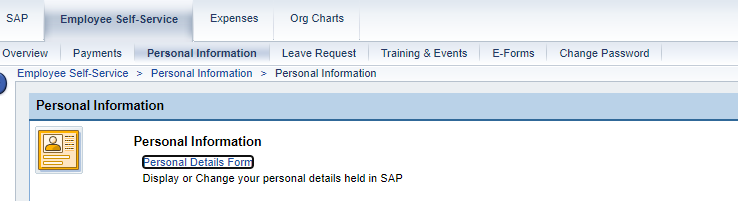 SAP Employee Self-Service Expenses Org Charts
Overview Payments Personal Information Leave Request Training & Events E-Forms Change Password
Employee Self-Service > Personal Information > Personal Information
Personal Information
Personal Information
Personal Details Form
Display or Change your personal details held in SAP